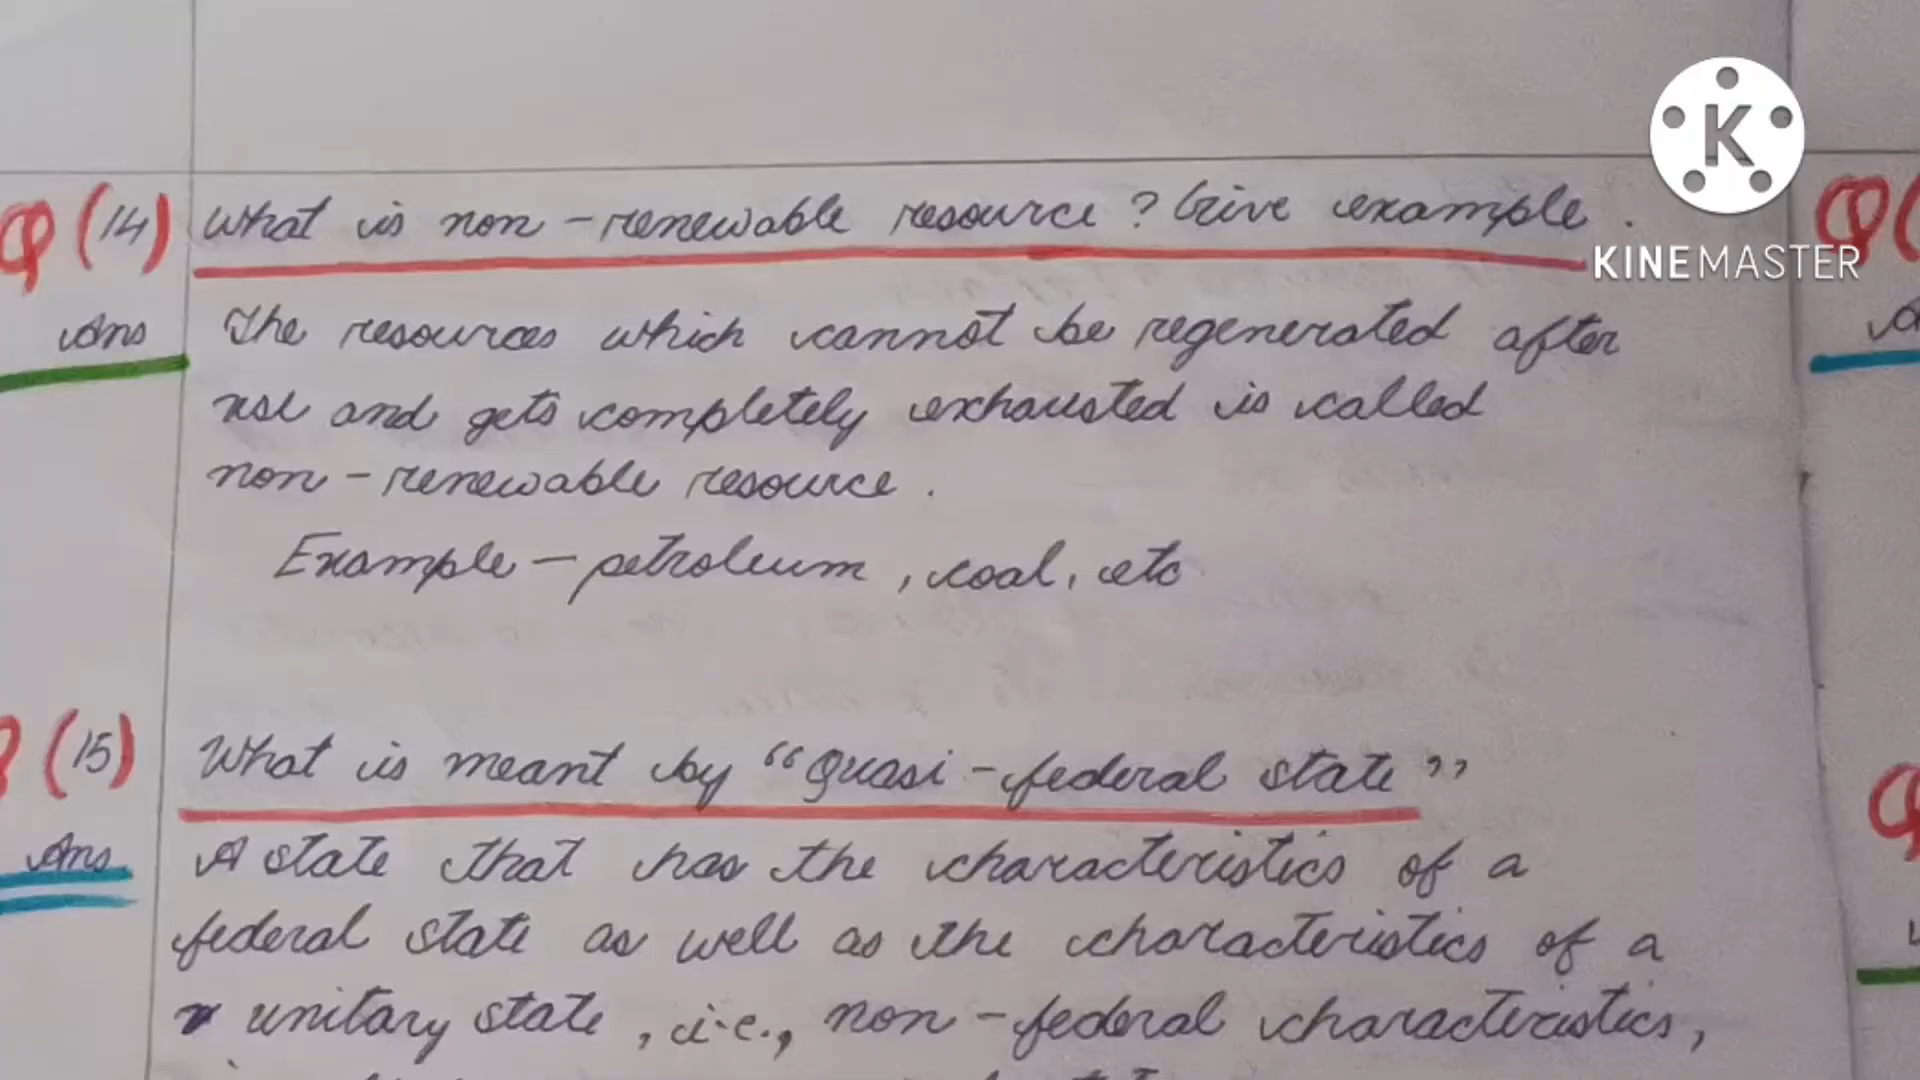 K
KINEMASTER
Q (14) What is non-renewable resource? Give example.
Ans The resources which cannot be regenerated after
use and gets completely exhausted is called
non-renewable resource.
Example - petroleum, coal, etc
(15) What is meant by "Quasi-federal state"
Ans A state that has the characteristics of a
federal state as well as the characteristics of a
unitary state, i.e., non-federal characteristics,